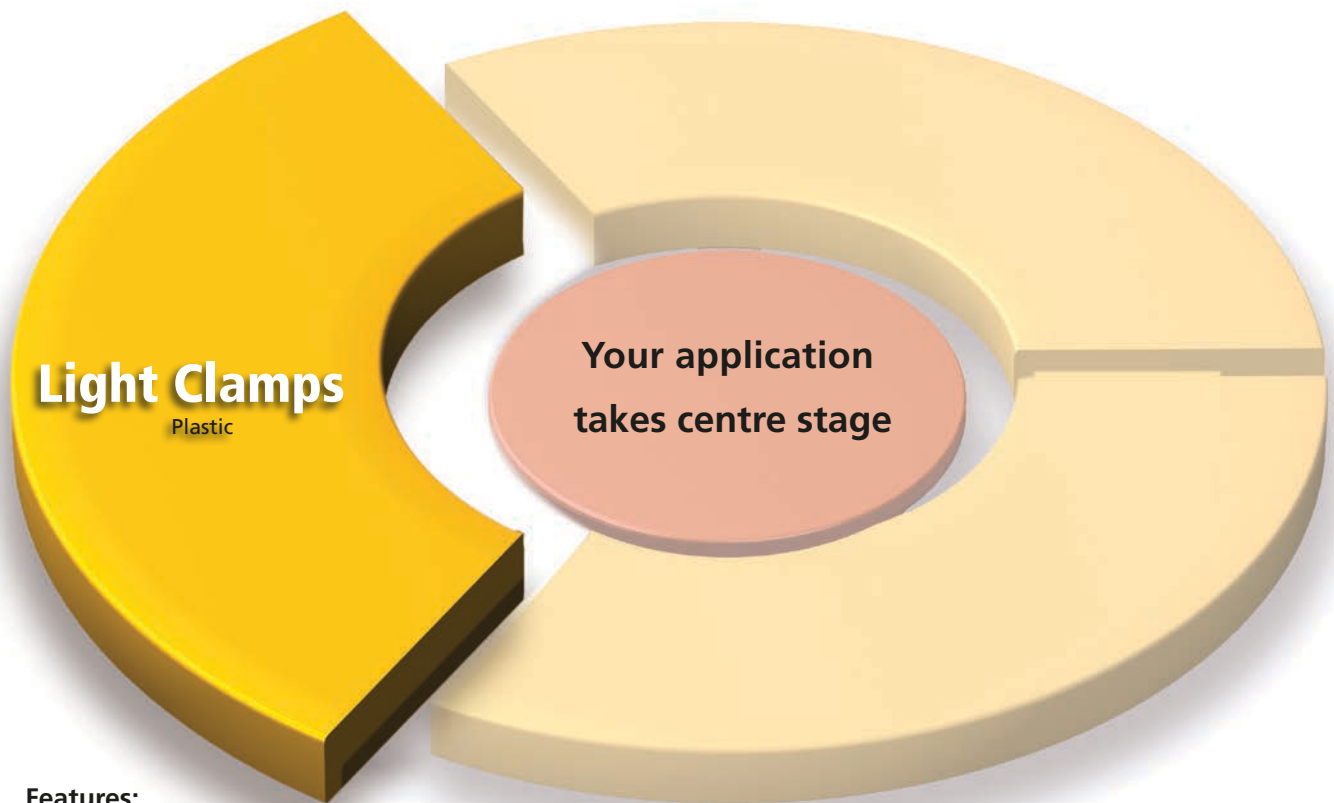 Light Clamps
Plastic
Your application
takes centre stage
Features: